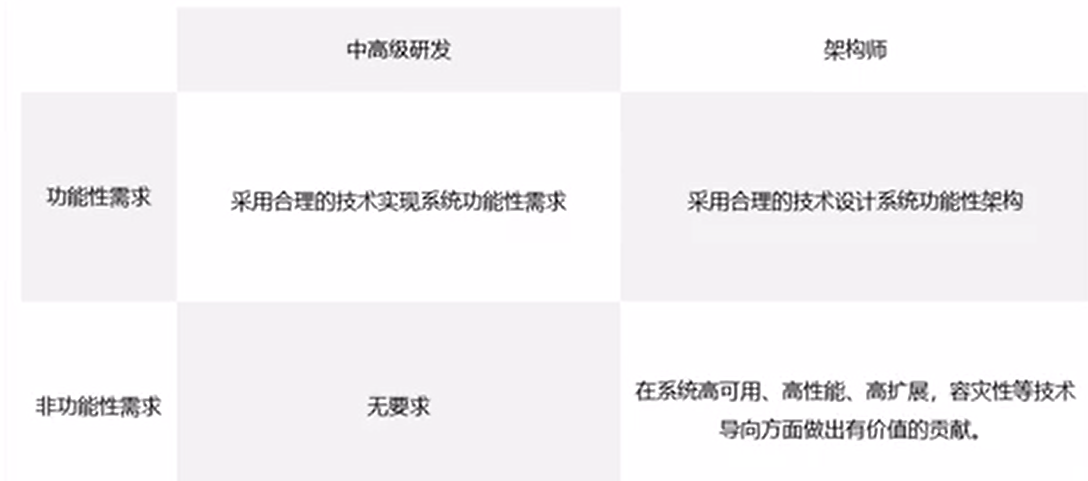 中高级研发
架构师
功能性需求
采用合理的技术实现系统功能性需求
采用合理的技术设计系统功能性架构
非功能性需求
无要求
在系统高可用、高性能、高扩展，容灾性等技术
导向方面做出有价值的贡献。